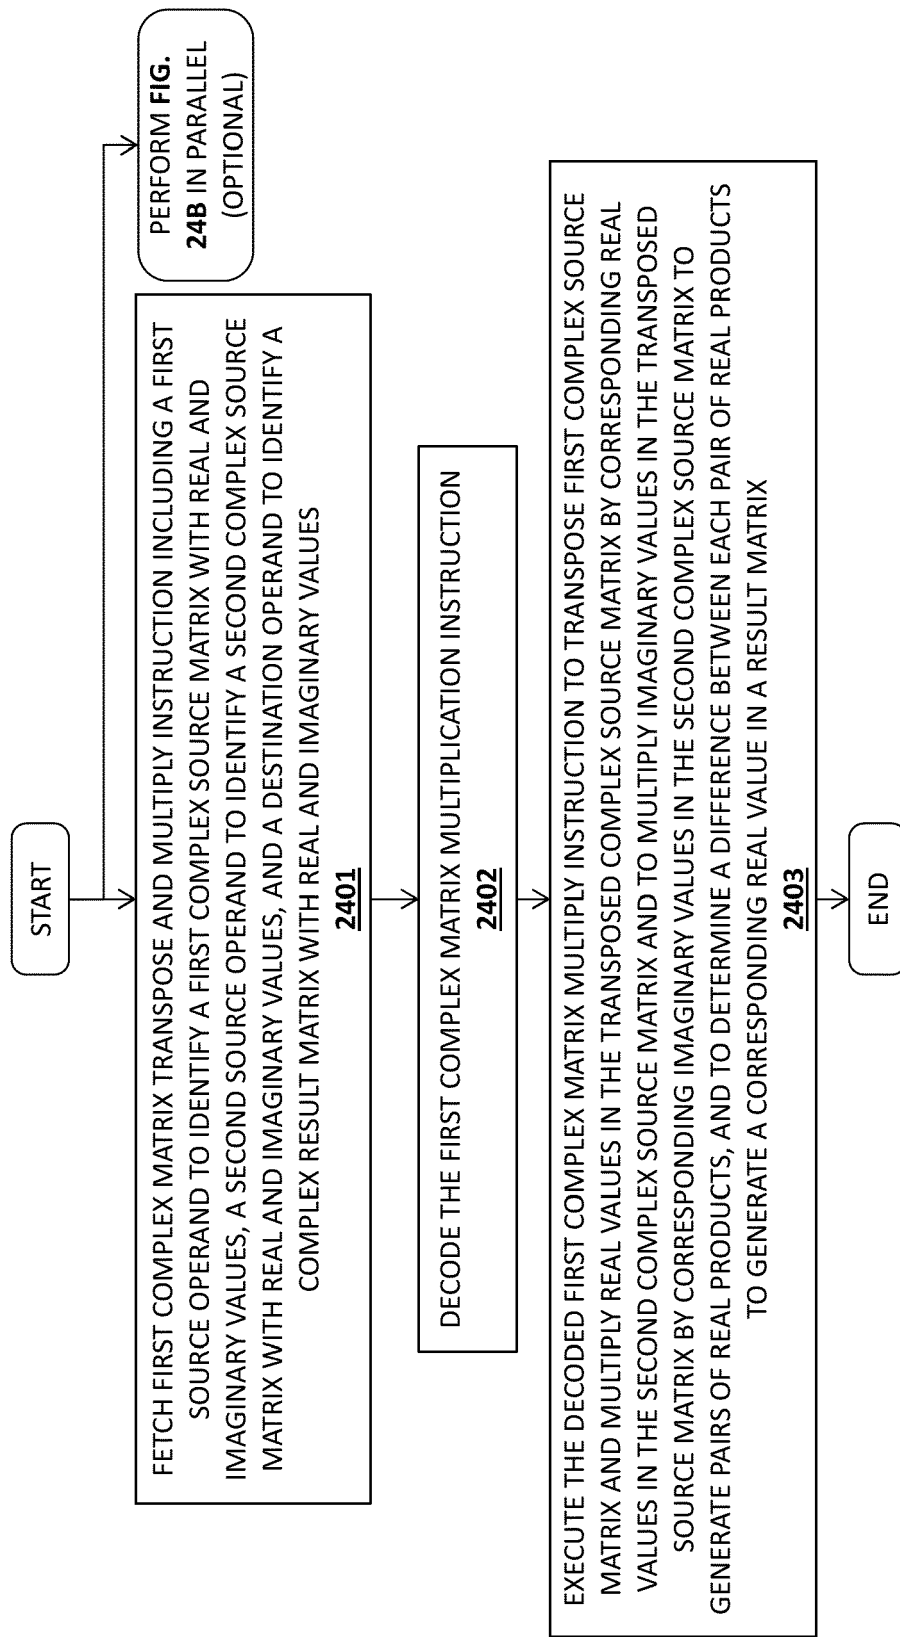 START
PERFORM FIG.
24B IN PARALLEL
(OPTIONAL)
FETCH FIRST COMPLEX MATRIX TRANSPOSE AND MULTIPLY INSTRUCTION INCLUDING A FIRST
SOURCE OPERAND TO IDENTIFY A FIRST COMPLEX SOURCE MATRIX WITH REAL AND
IMAGINARY VALUES, A SECOND SOURCE OPERAND TO IDENTIFY A SECOND COMPLEX SOURCE
MATRIX WITH REAL AND IMAGINARY VALUES, AND A DESTINATION OPERAND TO IDENTIFY A
COMPLEX RESULT MATRIX WITH REAL AND IMAGINARY VALUES
2401
DECODE THE FIRST COMPLEX MATRIX MULTIPLICATION INSTRUCTION
2402
EXECUTE THE DECODED FIRST COMPLEX MATRIX MULTIPLY INSTRUCTION TO TRANSPOSE FIRST COMPLEX SOURCE
MATRIX AND MULTIPLY REAL VALUES IN THE TRANSPOSED COMPLEX SOURCE MATRIX BY CORRESPONDING REAL
VALUES IN THE SECOND COMPLEX SOURCE MATRIX AND TO MULTIPLY IMAGINARY VALUES IN THE TRANSPOSED
SOURCE MATRIX BY CORRESPONDING IMAGINARY VALUES IN THE SECOND COMPLEX SOURCE MATRIX TO
GENERATE PAIRS OF REAL PRODUCTS, AND TO DETERMINE A DIFFERENCE BETWEEN EACH PAIR OF REAL PRODUCTS
TO GENERATE A CORRESPONDING REAL VALUE IN A RESULT MATRIX
2403
END